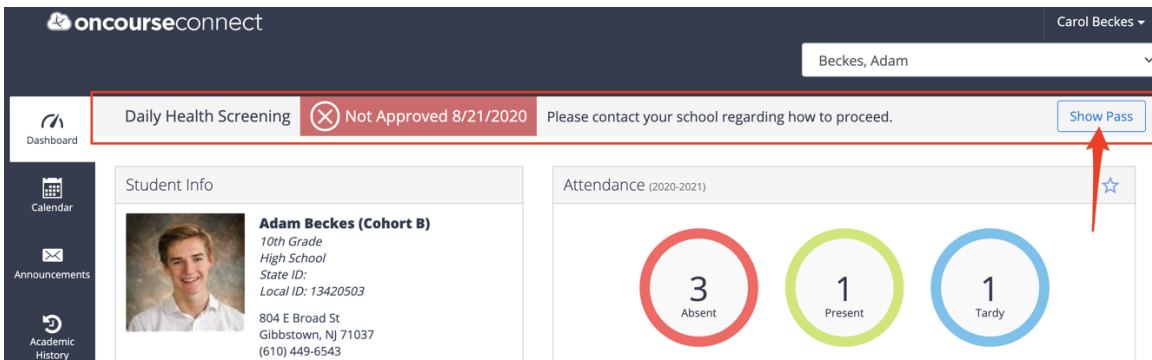 oncourseconnect
Carol Beckes
Beckes, Adam
Dashboard
Daily Health Screening Not Approved 8/21/2020 Please contact your school regarding how to proceed. Show Pass
Calendar
Announcements
Academic
History
Student Info
Adam Beckes (Cohort B)
10th Grade
High School
State ID:
Local ID: 13420503
804 E Broad St
Gibbstown, NJ 71037
(610) 449-6543
Attendance (2020-2021)
3
Absent
1
Present
1
Tardy